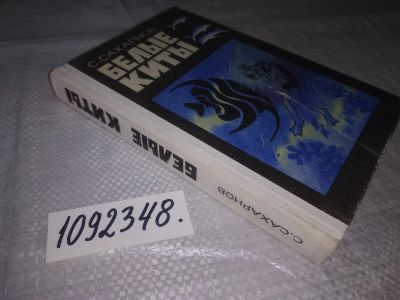 С. САХАРНОВ
БЕЛЫЕ
КИТЫ
БЕЛЫЕ КИТЫ
С. САХАРНОВ
1092348.